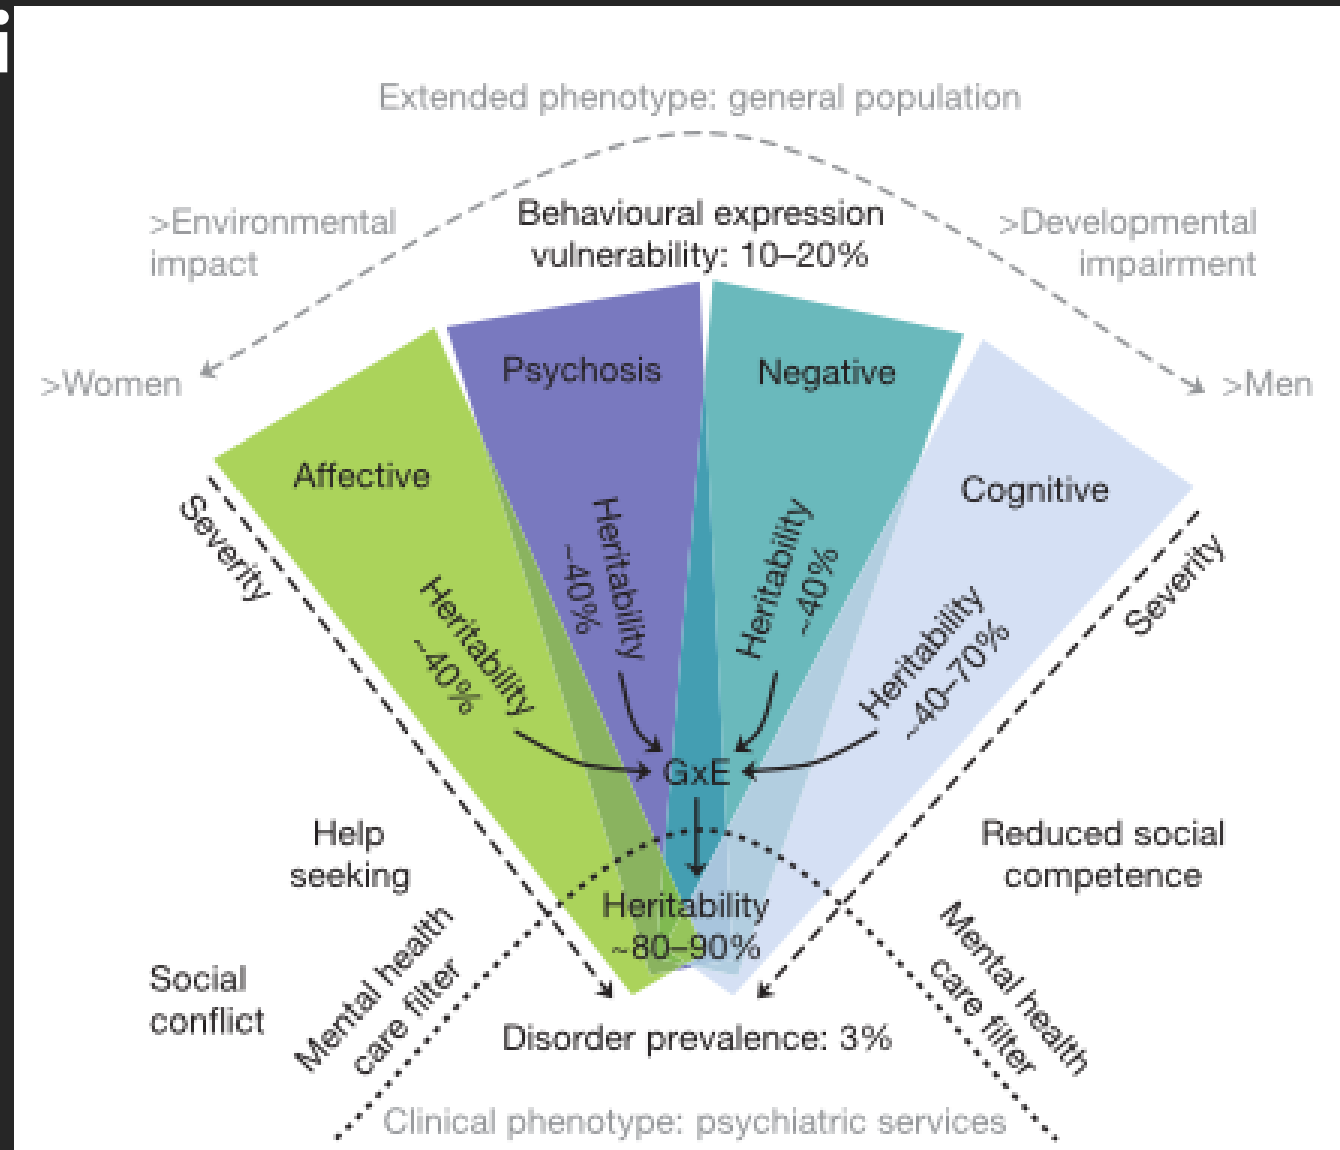 Extended phenotype: general population
>Environmental
impact
Behavioural expression
vulnerability: 10–20%
>Developmental
impairment
>Women
>Men
Psychosis
Negative
Affective
Cognitive
Severity
Severity
Heritability
~40%
Heritability
~40%
Heritability
~40%
Heritability
~40–70%
GxE
Help
seeking
Reduced social
competence
Heritability
~80–90%
Social
conflict
Mental health
care filter
Mental health
care filter
Disorder prevalence: 3%
Clinical phenotype: psychiatric services